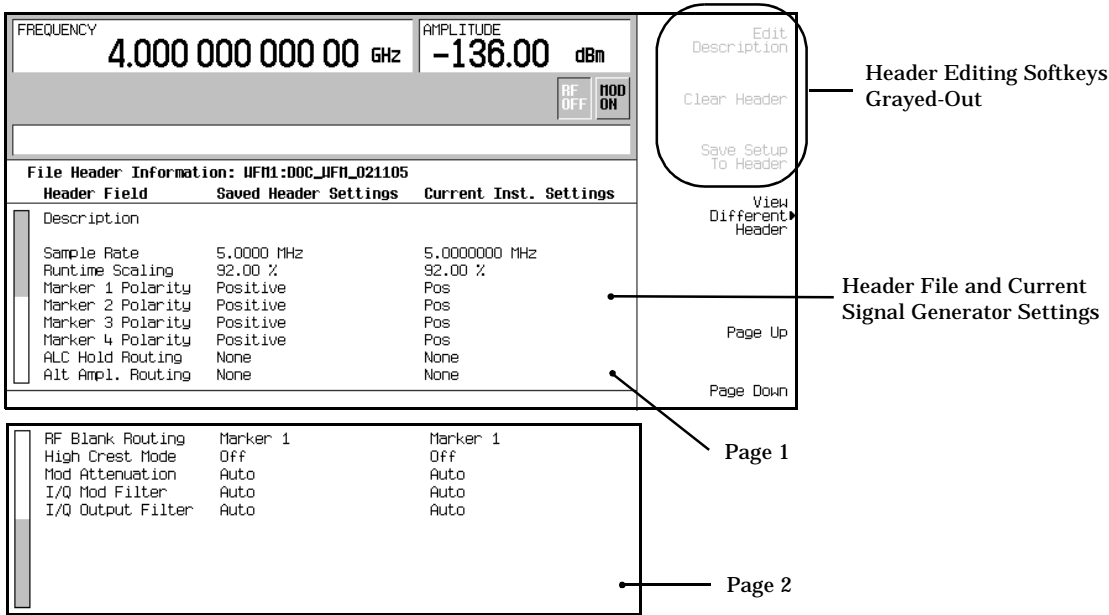 FREQUENCY
4.000 000 000 00 GHz
AMPLITUDE
-136.00 dBm
RF OFF
MOD ON
Edit
Description
Clear Header
Save Setup
To Header
View
Different
Header
Page Up
Page Down
File Header Information: WFM1:DOC_WFM_021105
Header Field Saved Header Settings Current Inst. Settings
Description
Sample Rate 5.0000 MHz 5.0000000 MHz
Runtime Scaling 92.00 % 92.00 %
Marker 1 Polarity Positive Pos
Marker 2 Polarity Positive Pos
Marker 3 Polarity Positive Pos
Marker 4 Polarity Positive Pos
ALC Hold Routing None None
Alt Ampl. Routing None None
RF Blank Routing Marker 1 Marker 1
High Crest Mode Off Off
Mod Attenuation Auto Auto
I/Q Mod Filter Auto Auto
I/Q Output Filter Auto Auto
Header Editing Softkeys
Grayed-Out
Header File and Current
Signal Generator Settings
Page 1
Page 2